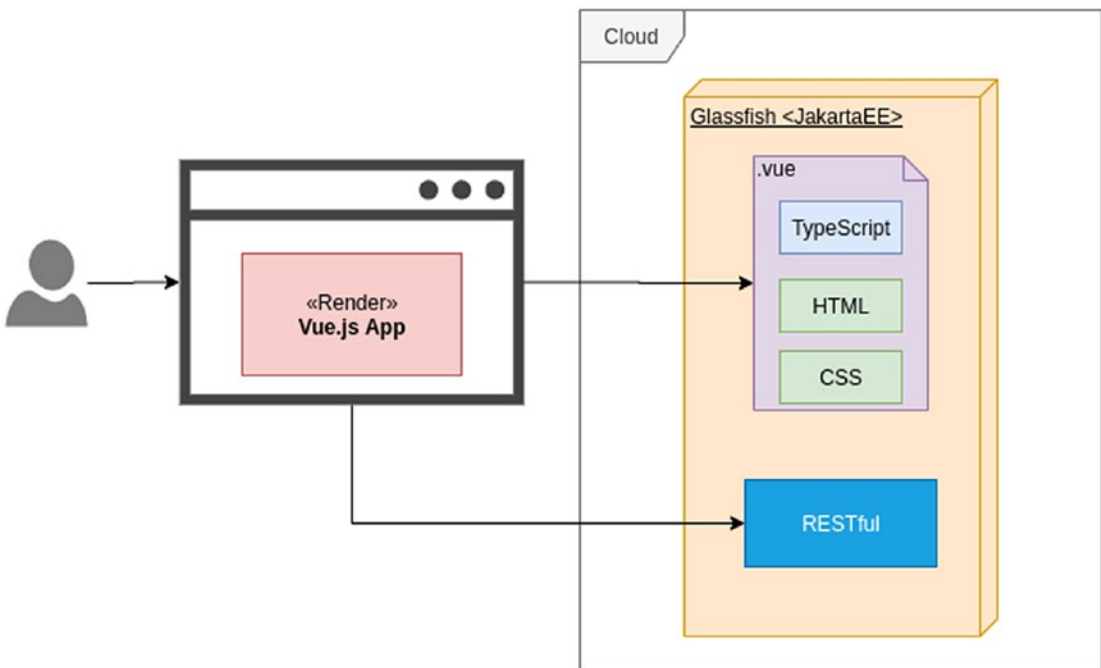 Cloud
Glassfish <JakartaEE>
.vue
TypeScript
HTML
CSS
«Render»
Vue.js App
RESTful